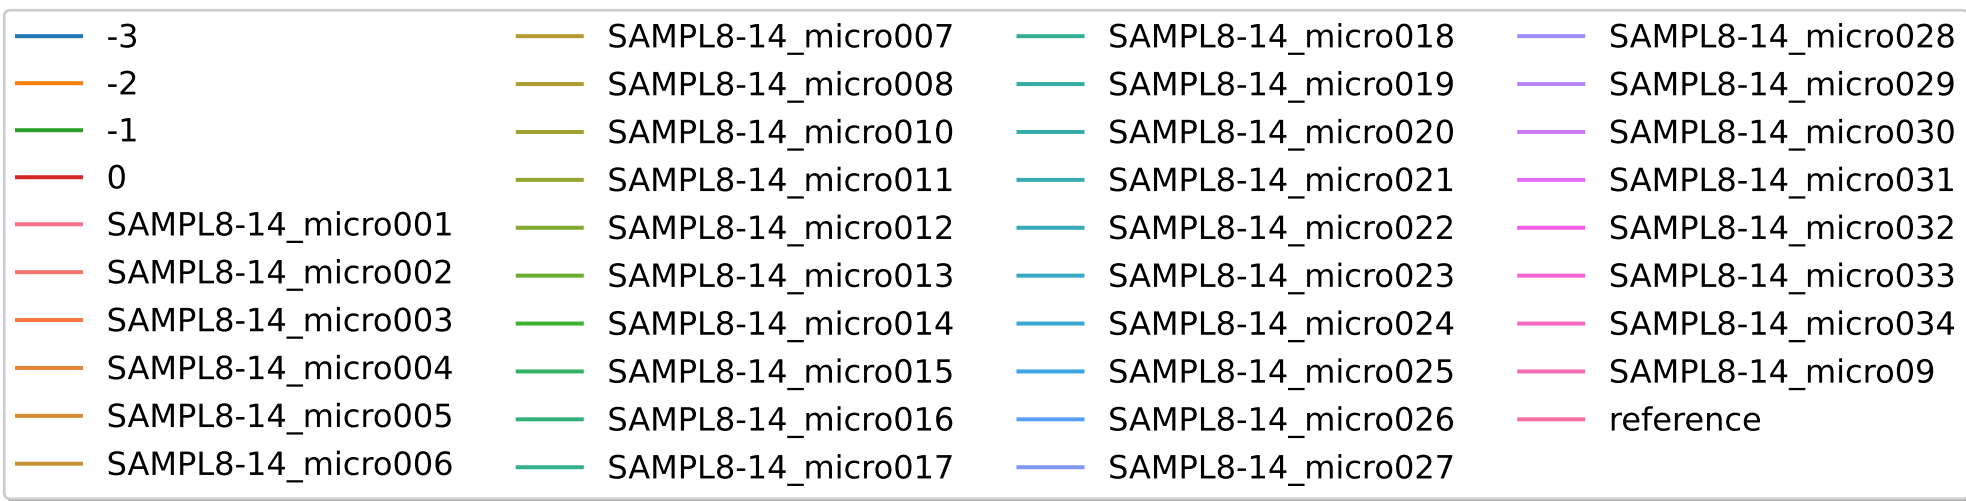 -3
-2
-1
0
SAMPL8-14_micro001
SAMPL8-14_micro002
SAMPL8-14_micro003
SAMPL8-14_micro004
SAMPL8-14_micro005
SAMPL8-14_micro006
SAMPL8-14_micro007
SAMPL8-14_micro008
SAMPL8-14_micro010
SAMPL8-14_micro011
SAMPL8-14_micro012
SAMPL8-14_micro013
SAMPL8-14_micro014
SAMPL8-14_micro015
SAMPL8-14_micro016
SAMPL8-14_micro017
SAMPL8-14_micro018
SAMPL8-14_micro019
SAMPL8-14_micro020
SAMPL8-14_micro021
SAMPL8-14_micro022
SAMPL8-14_micro023
SAMPL8-14_micro024
SAMPL8-14_micro025
SAMPL8-14_micro026
SAMPL8-14_micro027
SAMPL8-14_micro028
SAMPL8-14_micro029
SAMPL8-14_micro030
SAMPL8-14_micro031
SAMPL8-14_micro032
SAMPL8-14_micro033
SAMPL8-14_micro034
SAMPL8-14_micro09
reference